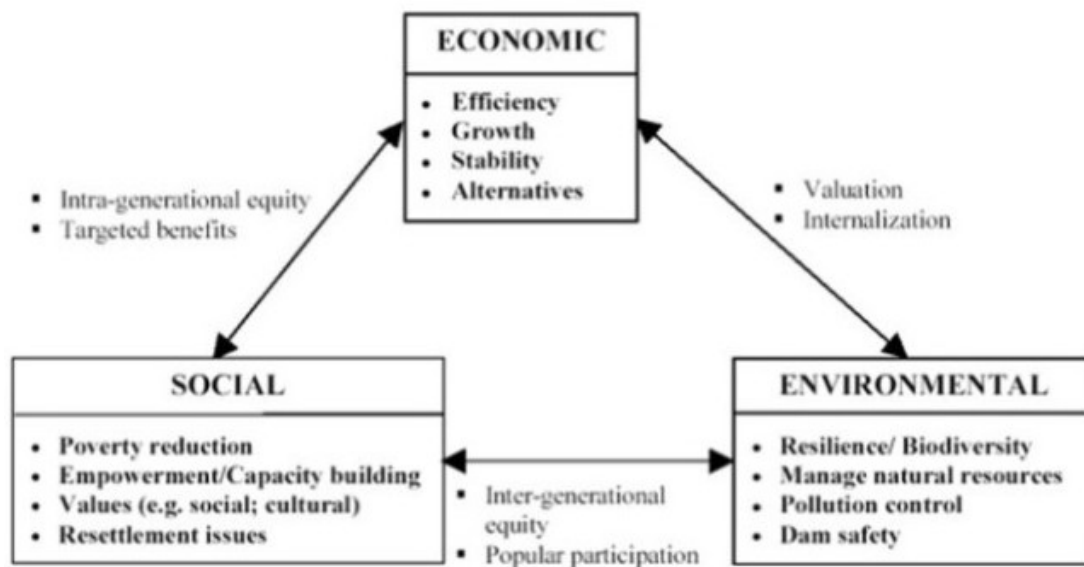 ECONOMIC
• Efficiency
• Growth
• Stability
• Alternatives
▪ Intra-generational equity
▪ Targeted benefits
▪ Valuation
▪ Internalization
SOCIAL
• Poverty reduction
• Empowerment/Capacity building
• Values (e.g. social; cultural)
• Resettlement issues
▪ Inter-generational
equity
▪ Popular participation
ENVIRONMENTAL
• Resilience/ Biodiversity
• Manage natural resources
• Pollution control
• Dam safety